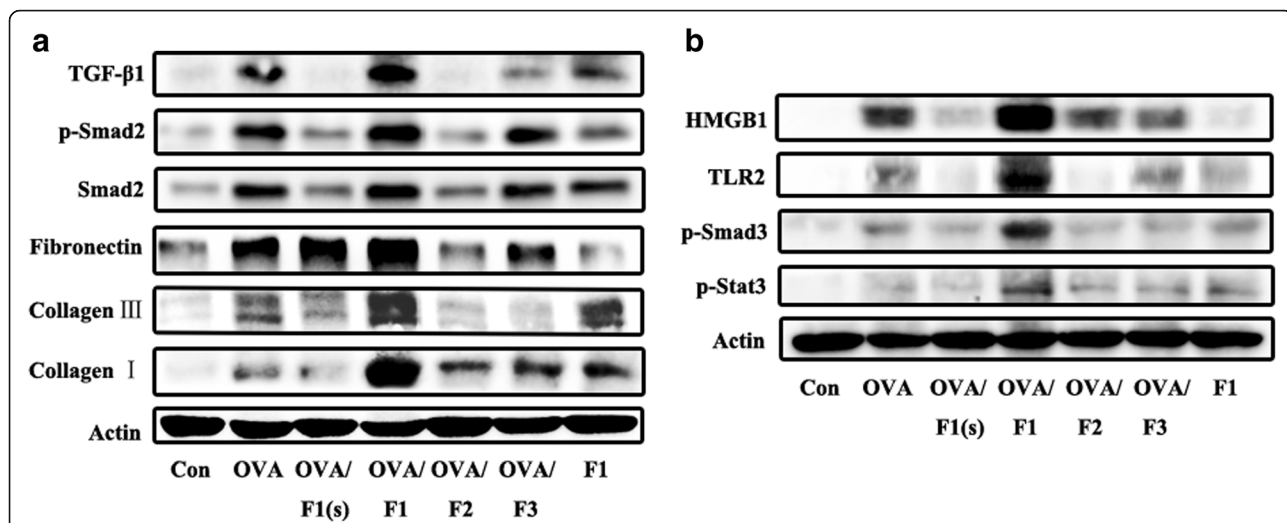 a
TGF-β1
p-Smad2
Smad2
Fibronectin
Collagen Ⅲ
Collagen Ⅰ
Actin
Con OVA OVA/ OVA/ OVA/ OVA/ F1
F1(s) F1 F2 F3
b
HMGB1
TLR2
p-Smad3
p-Stat3
Actin
Con OVA OVA/ OVA/ OVA/ OVA/ F1
F1(s) F1 F2 F3